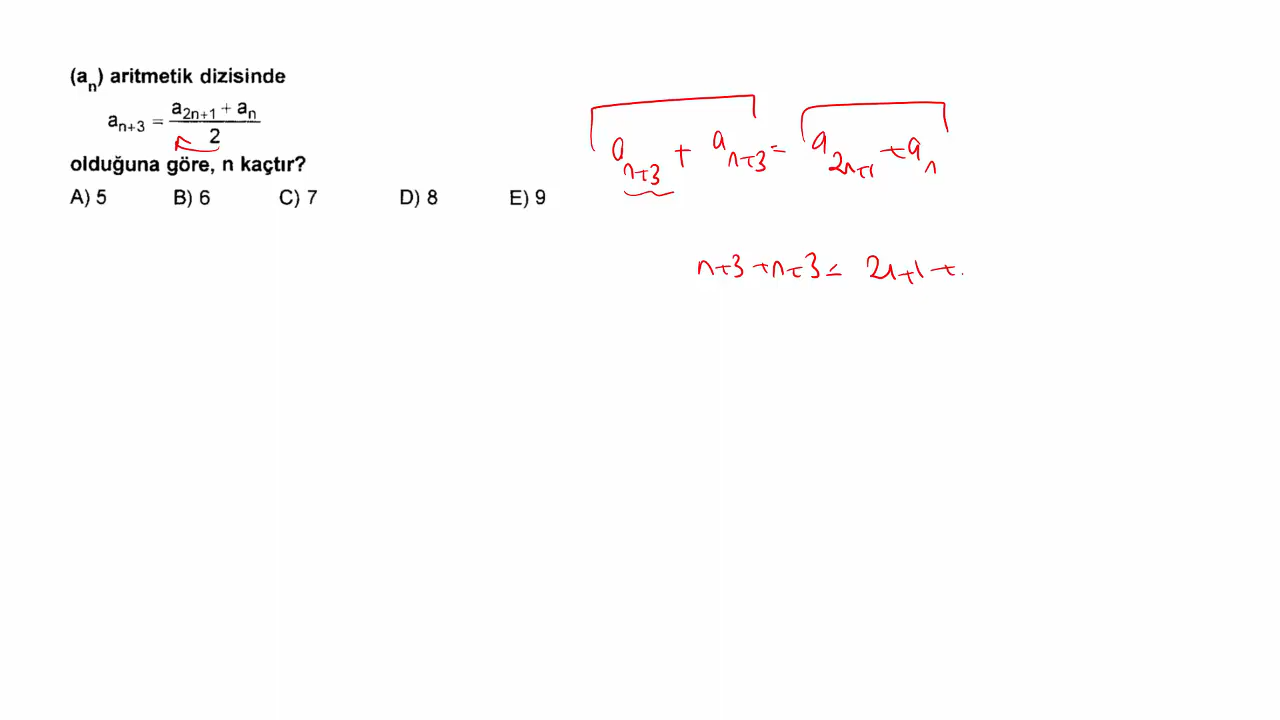 (aₙ) aritmetik dizisinde
aₙ₊₃ = (a₂ₙ₊₁ + aₙ) / 2
olduğuna göre, n kaçtır?
A) 5 B) 6 C) 7 D) 8 E) 9
aₙ₊₃ + aₙ₊₃ = a₂ₙ₊₁ + aₙ
n+3 + n+3 = 2n+1 +